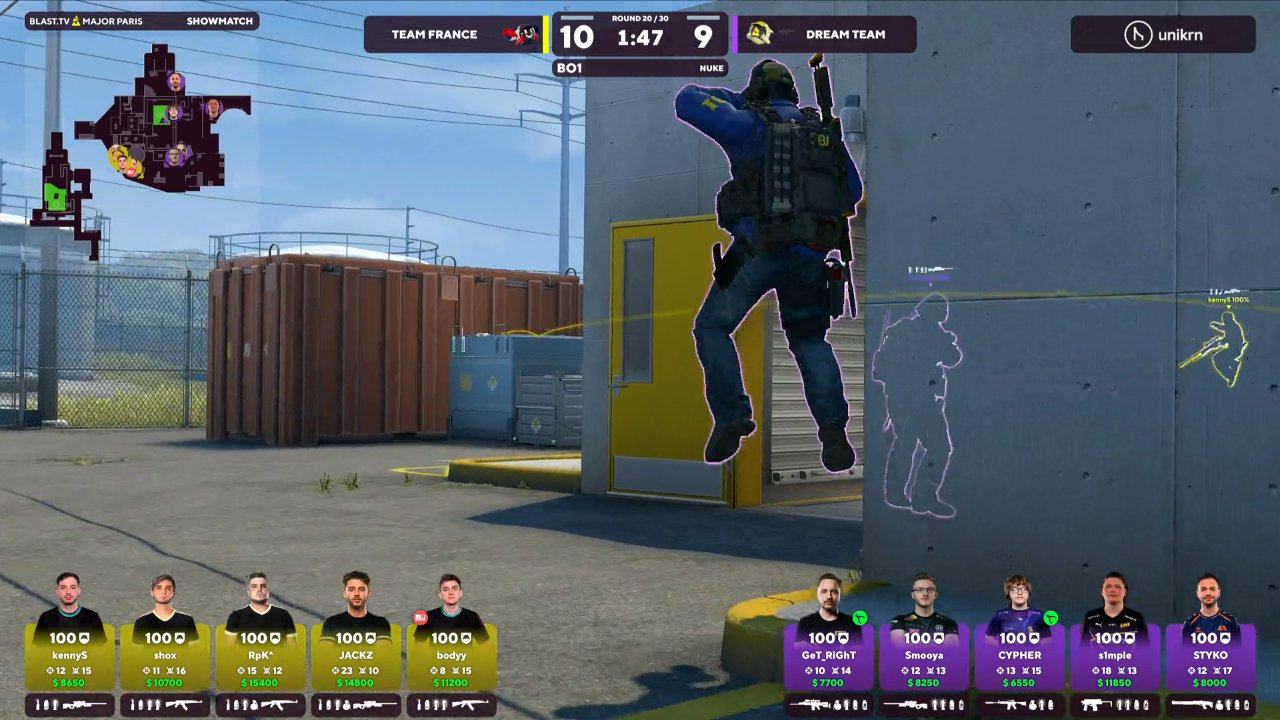 BLAST.TV MAJOR PARIS SHOWMATCH
TEAM FRANCE
10
ROUND 20 / 30
1:47
9
DREAM TEAM
BO1 NUKE
unikrn
kennyS 100%
100 100 100 100 100
kennyS shox RpK^ JACKZ bodyy
12 15 11 16 15 12 23 10 8 15
$8650 $10700 $15400 $14800 $11200
100 100 100 100 100
GeT_RiGhT Smooya CYPHER s1mple STYKO
10 14 12 13 13 15 18 13 12 17
$7700 $8250 $6550 $11850 $8000